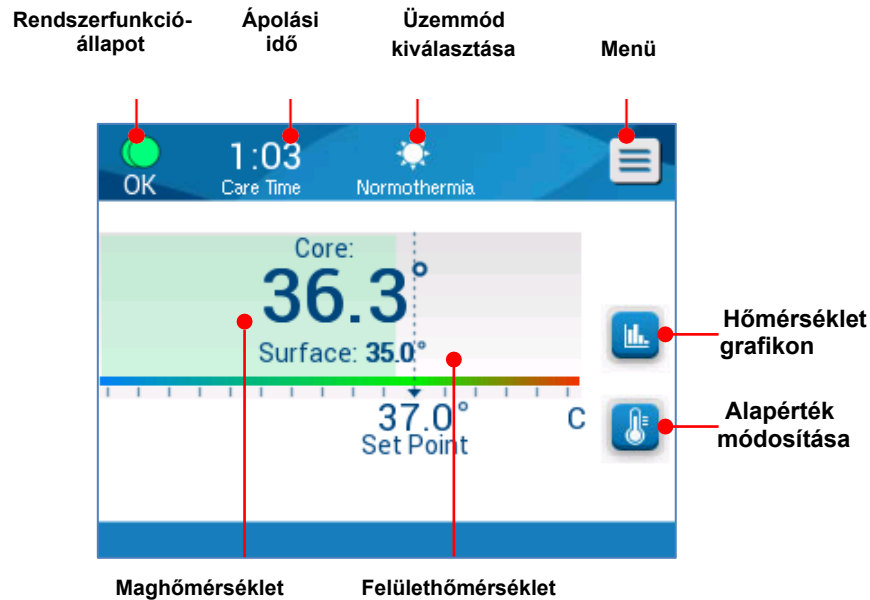 Rendszerfunkció-
állapot
Ápolási
idő
Üzemmód
kiválasztása
Menü
OK
1:03
Care Time
Normothermia
Core:
36.3°
Surface: 35.0°
37.0° C
Set Point
Hőmérséklet
grafikon
Alapérték
módosítása
Maghőmérséklet
Felülethőmérséklet